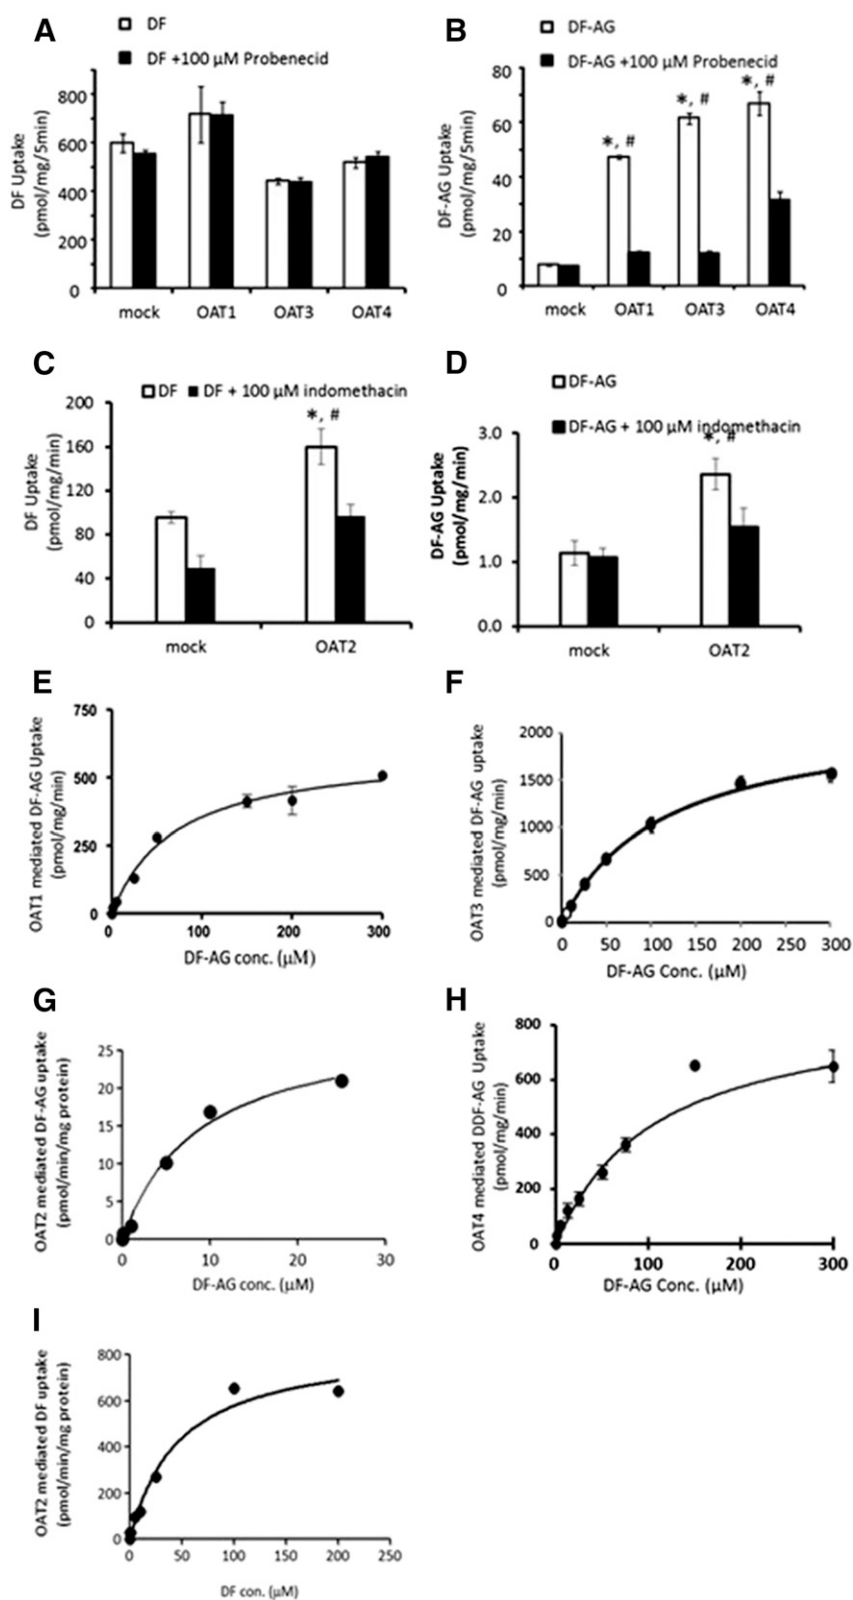 A
DF
DF +100 μM Probenecid
DF Uptake
(pmol/mg/5min)
800
600
400
200
0
mock OAT1 OAT3 OAT4
B
DF-AG
DF-AG +100 μM Probenecid
DF-AG Uptake
(pmol/mg/5min)
80
60
40
20
0
*, #
*, #
*, #
mock OAT1 OAT3 OAT4
C
DF DF + 100 μM indomethacin
DF Uptake
(pmol/mg/min)
200
160
120
80
40
0
*, #
mock OAT2
D
DF-AG
DF-AG + 100 μM indomethacin
DF-AG Uptake
(pmol/mg/min)
3.0
2.0
1.0
0.0
*, #
mock OAT2
E
OAT1 mediated DF-AG Uptake
(pmol/mg/min)
750
500
250
0
0 100 200 300
DF-AG conc. (μM)
F
OAT3 mediated DF-AG uptake
(pmol/mg/min)
2000
1500
1000
500
0
0 50 100 150 200 250 300
DF-AG Conc. (μM)
G
OAT2 mediated DF-AG uptake
(pmol/min/mg protein)
25
20
15
10
5
0
0 10 20 30
DF-AG conc. (μM)
H
OAT4 mediated DDF-AG Uptake
(pmol/mg/min)
800
600
400
200
0
0 100 200 300
DF-AG Conc. (μM)
I
OAT2 mediated DF uptake
(pmol/min/mg protein)
800
600
400
200
0
0 50 100 150 200 250
DF con. (μM)